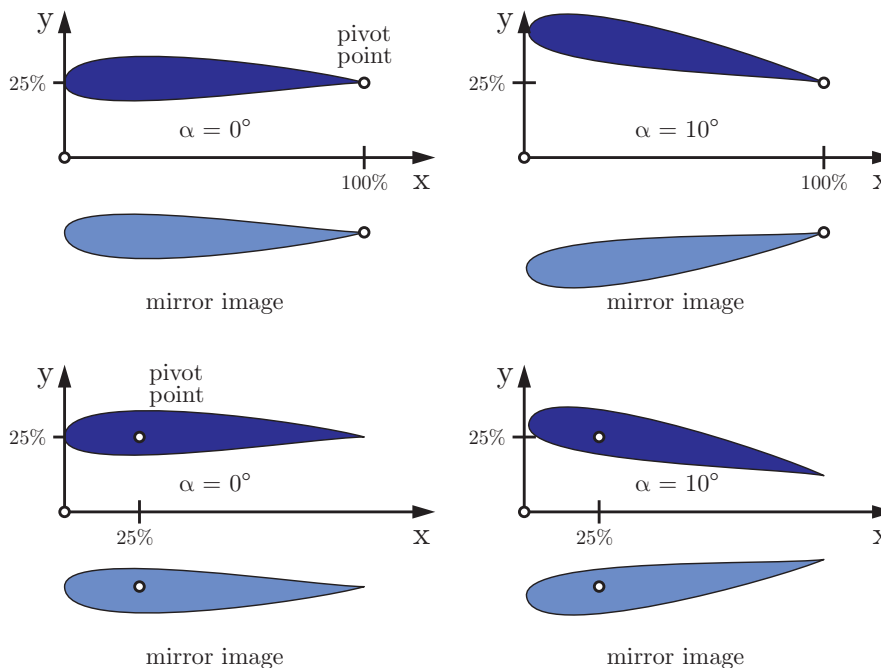 y
pivot
point
25%
α = 0°
100%
x
mirror image
y
25%
α = 10°
100%
x
mirror image
y
pivot
point
25%
α = 0°
25%
x
mirror image
y
25%
α = 10°
25%
x
mirror image